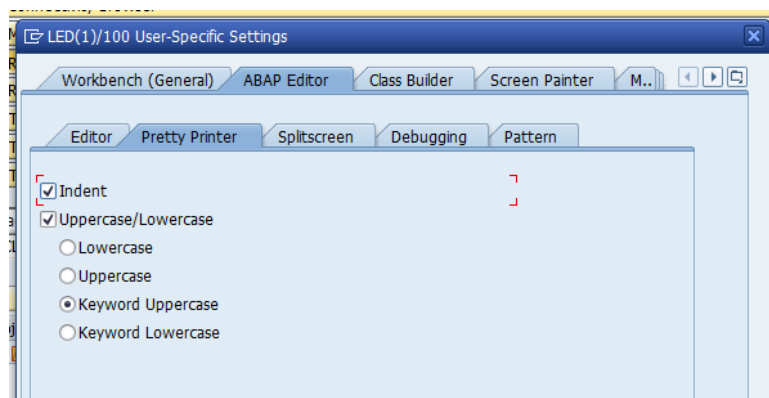 LED(1)/100 User-Specific Settings
Workbench (General) ABAP Editor Class Builder Screen Painter M..
Editor Pretty Printer Splitscreen Debugging Pattern
Indent
Uppercase/Lowercase
Lowercase
Uppercase
Keyword Uppercase
Keyword Lowercase